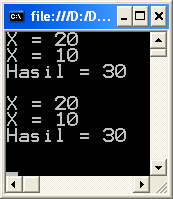 file:///D:/D...
X = 20
X = 10
Hasil = 30
X = 20
X = 10
Hasil = 30